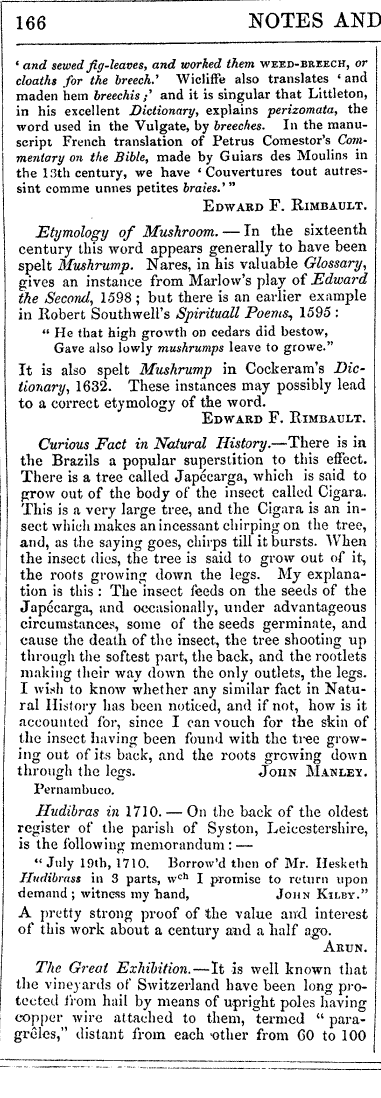 166 NOTES AND
‘ and sewed fig-leaves, and worked them WEED-BREECH, or
cloaths for the breech.’ Wicliffe also translates ‘ and
maden hem breechis ;’ and it is singular that Littleton,
in his excellent Dictionary, explains perizomata, the
word used in the Vulgate, by breeches. In the manu-
script French translation of Petrus Comestor's Com-
mentary on the Bible, made by Guiars des Moulins in
the 13th century, we have ‘ Couvertures tout autres-
sint comme unnes petites braies.’ ”
EDWARD F. RIMBAULT.
Etymology of Mushroom. — In the sixteenth
century this word appears generally to have been
spelt Mushrump. Nares, in his valuable Glossary,
gives an instance from Marlow's play of Edward
the Second, 1598 ; but there is an earlier example
in Robert Southwell's Spirituall Poems, 1595 :
“ He that high growth on cedars did bestow,
Gave also lowly mushrumps leave to growe.”
It is also spelt Mushrump in Cockeram's Dic-
tionary, 1632. These instances may possibly lead
to a correct etymology of the word.
EDWARD F. RIMBAULT.
Curious Fact in Natural History.—There is in
the Brazils a popular superstition to this effect.
There is a tree called Japécarga, which is said to
grow out of the body of the insect called Cigara.
This is a very large tree, and the Cigara is an in-
sect which makes an incessant chirping on the tree,
and, as the saying goes, chirps till it bursts. When
the insect dies, the tree is said to grow out of it,
the roots growing down the legs. My explana-
tion is this : The insect feeds on the seeds of the
Japécarga, and occasionally, under advantageous
circumstances, some of the seeds germinate, and
cause the death of the insect, the tree shooting up
through the softest part, the back, and the rootlets
making their way down the only outlets, the legs.
I wish to know whether any similar fact in Natu-
ral History has been noticed, and if not, how is it
accounted for, since I can vouch for the skin of
the insect having been found with the tree grow-
ing out of its back, and the roots growing down
through the legs. JOHN MANLEY.
Pernambuco.
Hudibras in 1710. — On the back of the oldest
register of the parish of Syston, Leicestershire,
is the following memorandum : —
“ July 19th, 1710. Borrow'd then of Mr. Hesketh
Hudibrass in 3 parts, wch I promise to return upon
demand ; witness my hand, JOHN KILBY.”
A pretty strong proof of the value and interest
of this work about a century and a half ago.
ARUN.
The Great Exhibition.—It is well known that
the vineyards of Switzerland have been long pro-
tected from hail by means of upright poles having
copper wire attached to them, termed “ para-
grêles,” distant from each other from 60 to 100